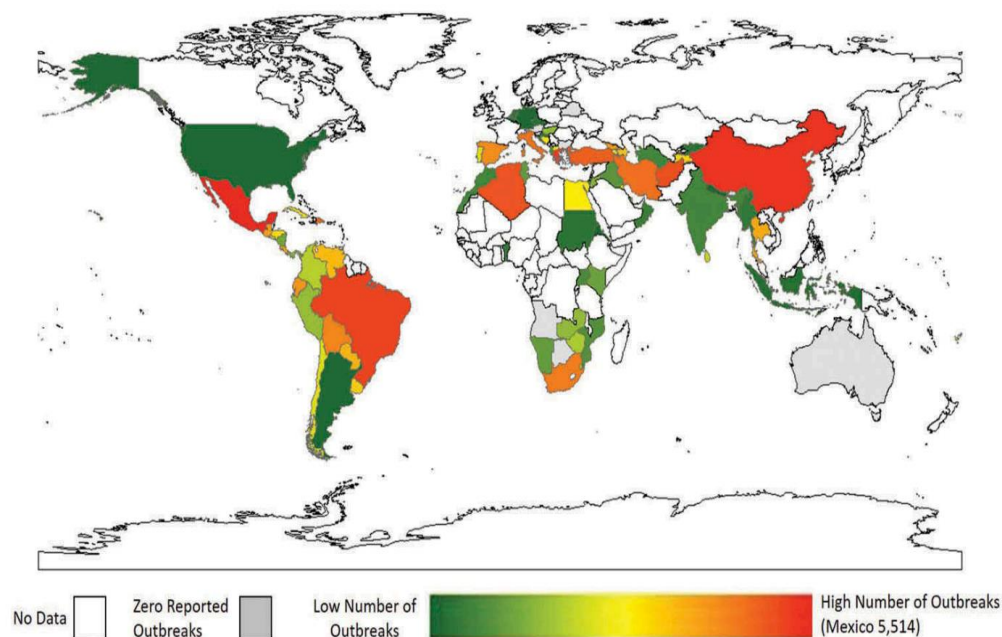 No Data
Zero Reported
Outbreaks
Low Number of
Outbreaks
High Number of Outbreaks
(Mexico 5,514)